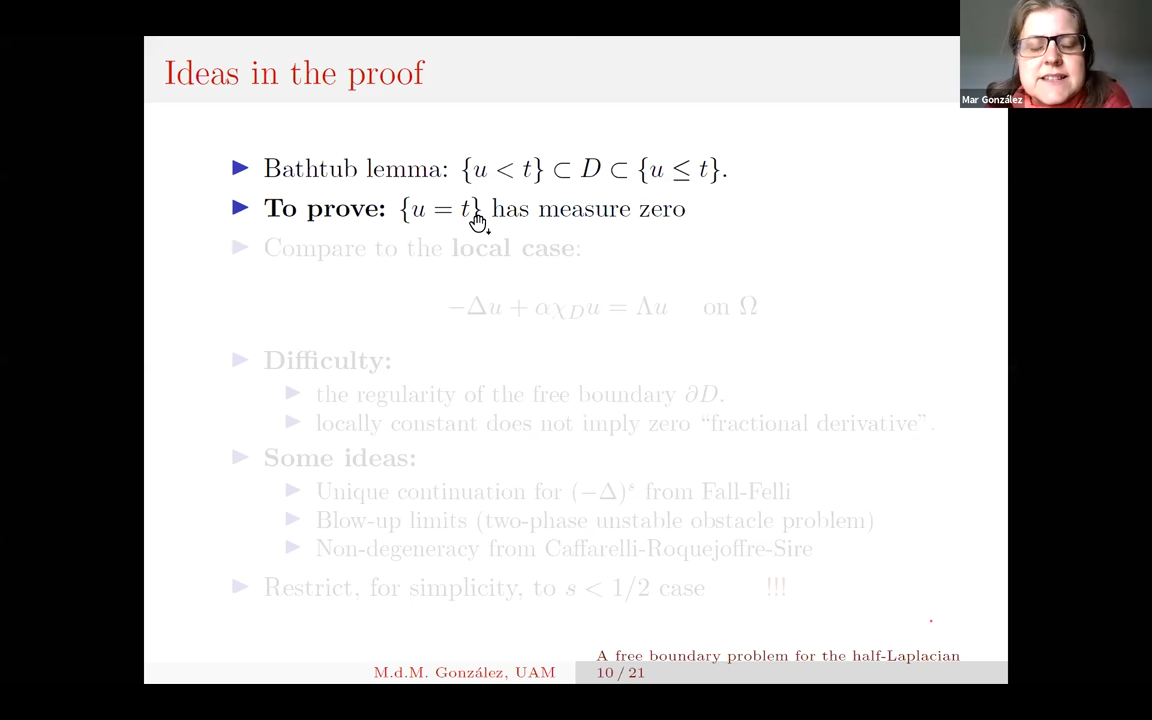 Ideas in the proof
Mar González
Bathtub lemma: {u < t} ⊂ D ⊂ {u ≤ t}.
To prove: {u = t} has measure zero
Compare to the local case:
−Δu + αχ_D u = Λu on Ω
Difficulty:
the regularity of the free boundary ∂D.
locally constant does not imply zero “fractional derivative”.
Some ideas:
Unique continuation for (−Δ)^s from Fall-Felli
Blow-up limits (two-phase unstable obstacle problem)
Non-degeneracy from Caffarelli-Roquejoffre-Sire
Restrict, for simplicity, to s < 1/2 case !!!
A free boundary problem for the half-Laplacian
M.d.M. González, UAM
10 / 21